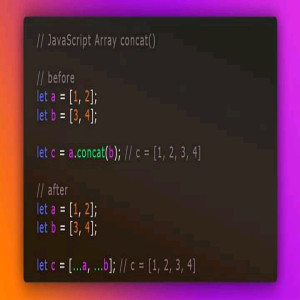 // JavaScript Array concat()
// before
let a = [1, 2];
let b = [3, 4];
let c = a.concat(b); // c = [1, 2, 3, 4]
// after
let a = [1, 2];
let b = [3, 4];
let c = [...a, ...b]; // c = [1, 2, 3, 4]